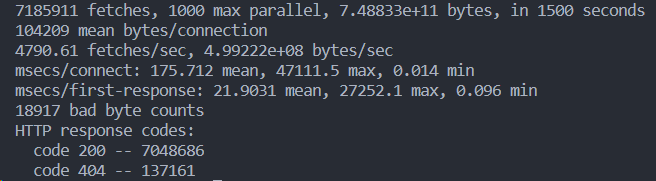 7185911 fetches, 1000 max parallel, 7.48833e+11 bytes, in 1500 seconds
104209 mean bytes/connection
4790.61 fetches/sec, 4.99222e+08 bytes/sec
msecs/connect: 175.712 mean, 47111.5 max, 0.014 min
msecs/first-response: 21.9031 mean, 27252.1 max, 0.096 min
18917 bad byte counts
HTTP response codes:
  code 200 -- 7048686
  code 404 -- 137161